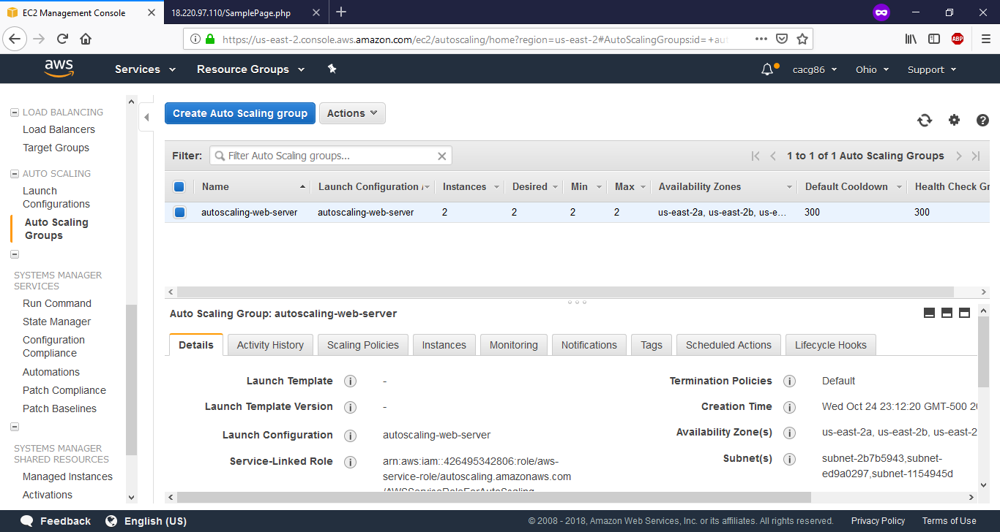 EC2 Management Console
18.220.97.110/SamplePage.php
https://us-east-2.console.aws.amazon.com/ec2/autoscaling/home?region=us-east-2#AutoScalingGroups:id=+aut
ABP
aws
Services
Resource Groups
cacg86
Ohio
Support
LOAD BALANCING
Load Balancers
Target Groups
AUTO SCALING
Launch
Configurations
Auto Scaling
Groups
SYSTEMS MANAGER
SERVICES
Run Command
State Manager
Configuration
Compliance
Automations
Patch Compliance
Patch Baselines
SYSTEMS MANAGER
SHARED RESOURCES
Managed Instances
Activations
Create Auto Scaling group
Actions
Filter:
Filter Auto Scaling groups...
1 to 1 of 1 Auto Scaling Groups
Name Launch Configuration / Instances Desired Min Max Availability Zones Default Cooldown Health Check Gr
autoscaling-web-server autoscaling-web-server 2 2 2 2 us-east-2a, us-east-2b, us-e... 300 300
Auto Scaling Group: autoscaling-web-server
Details Activity History Scaling Policies Instances Monitoring Notifications Tags Scheduled Actions Lifecycle Hooks
Launch Template -
Launch Template Version -
Launch Configuration autoscaling-web-server
Service-Linked Role arn:aws:iam::426495342806:role/aws-
service-role/autoscaling.amazonaws.com
/AWSServiceRoleForAutoScaling
Termination Policies Default
Creation Time Wed Oct 24 23:12:20 GMT-500 20
Availability Zone(s) us-east-2a, us-east-2b, us-east-2
Subnet(s) subnet-2b7b5943,subnet-
ed9a0297,subnet-1154945d
Feedback
English (US)
© 2008 - 2018, Amazon Web Services, Inc. or its affiliates. All rights reserved.
Privacy Policy
Terms of Use